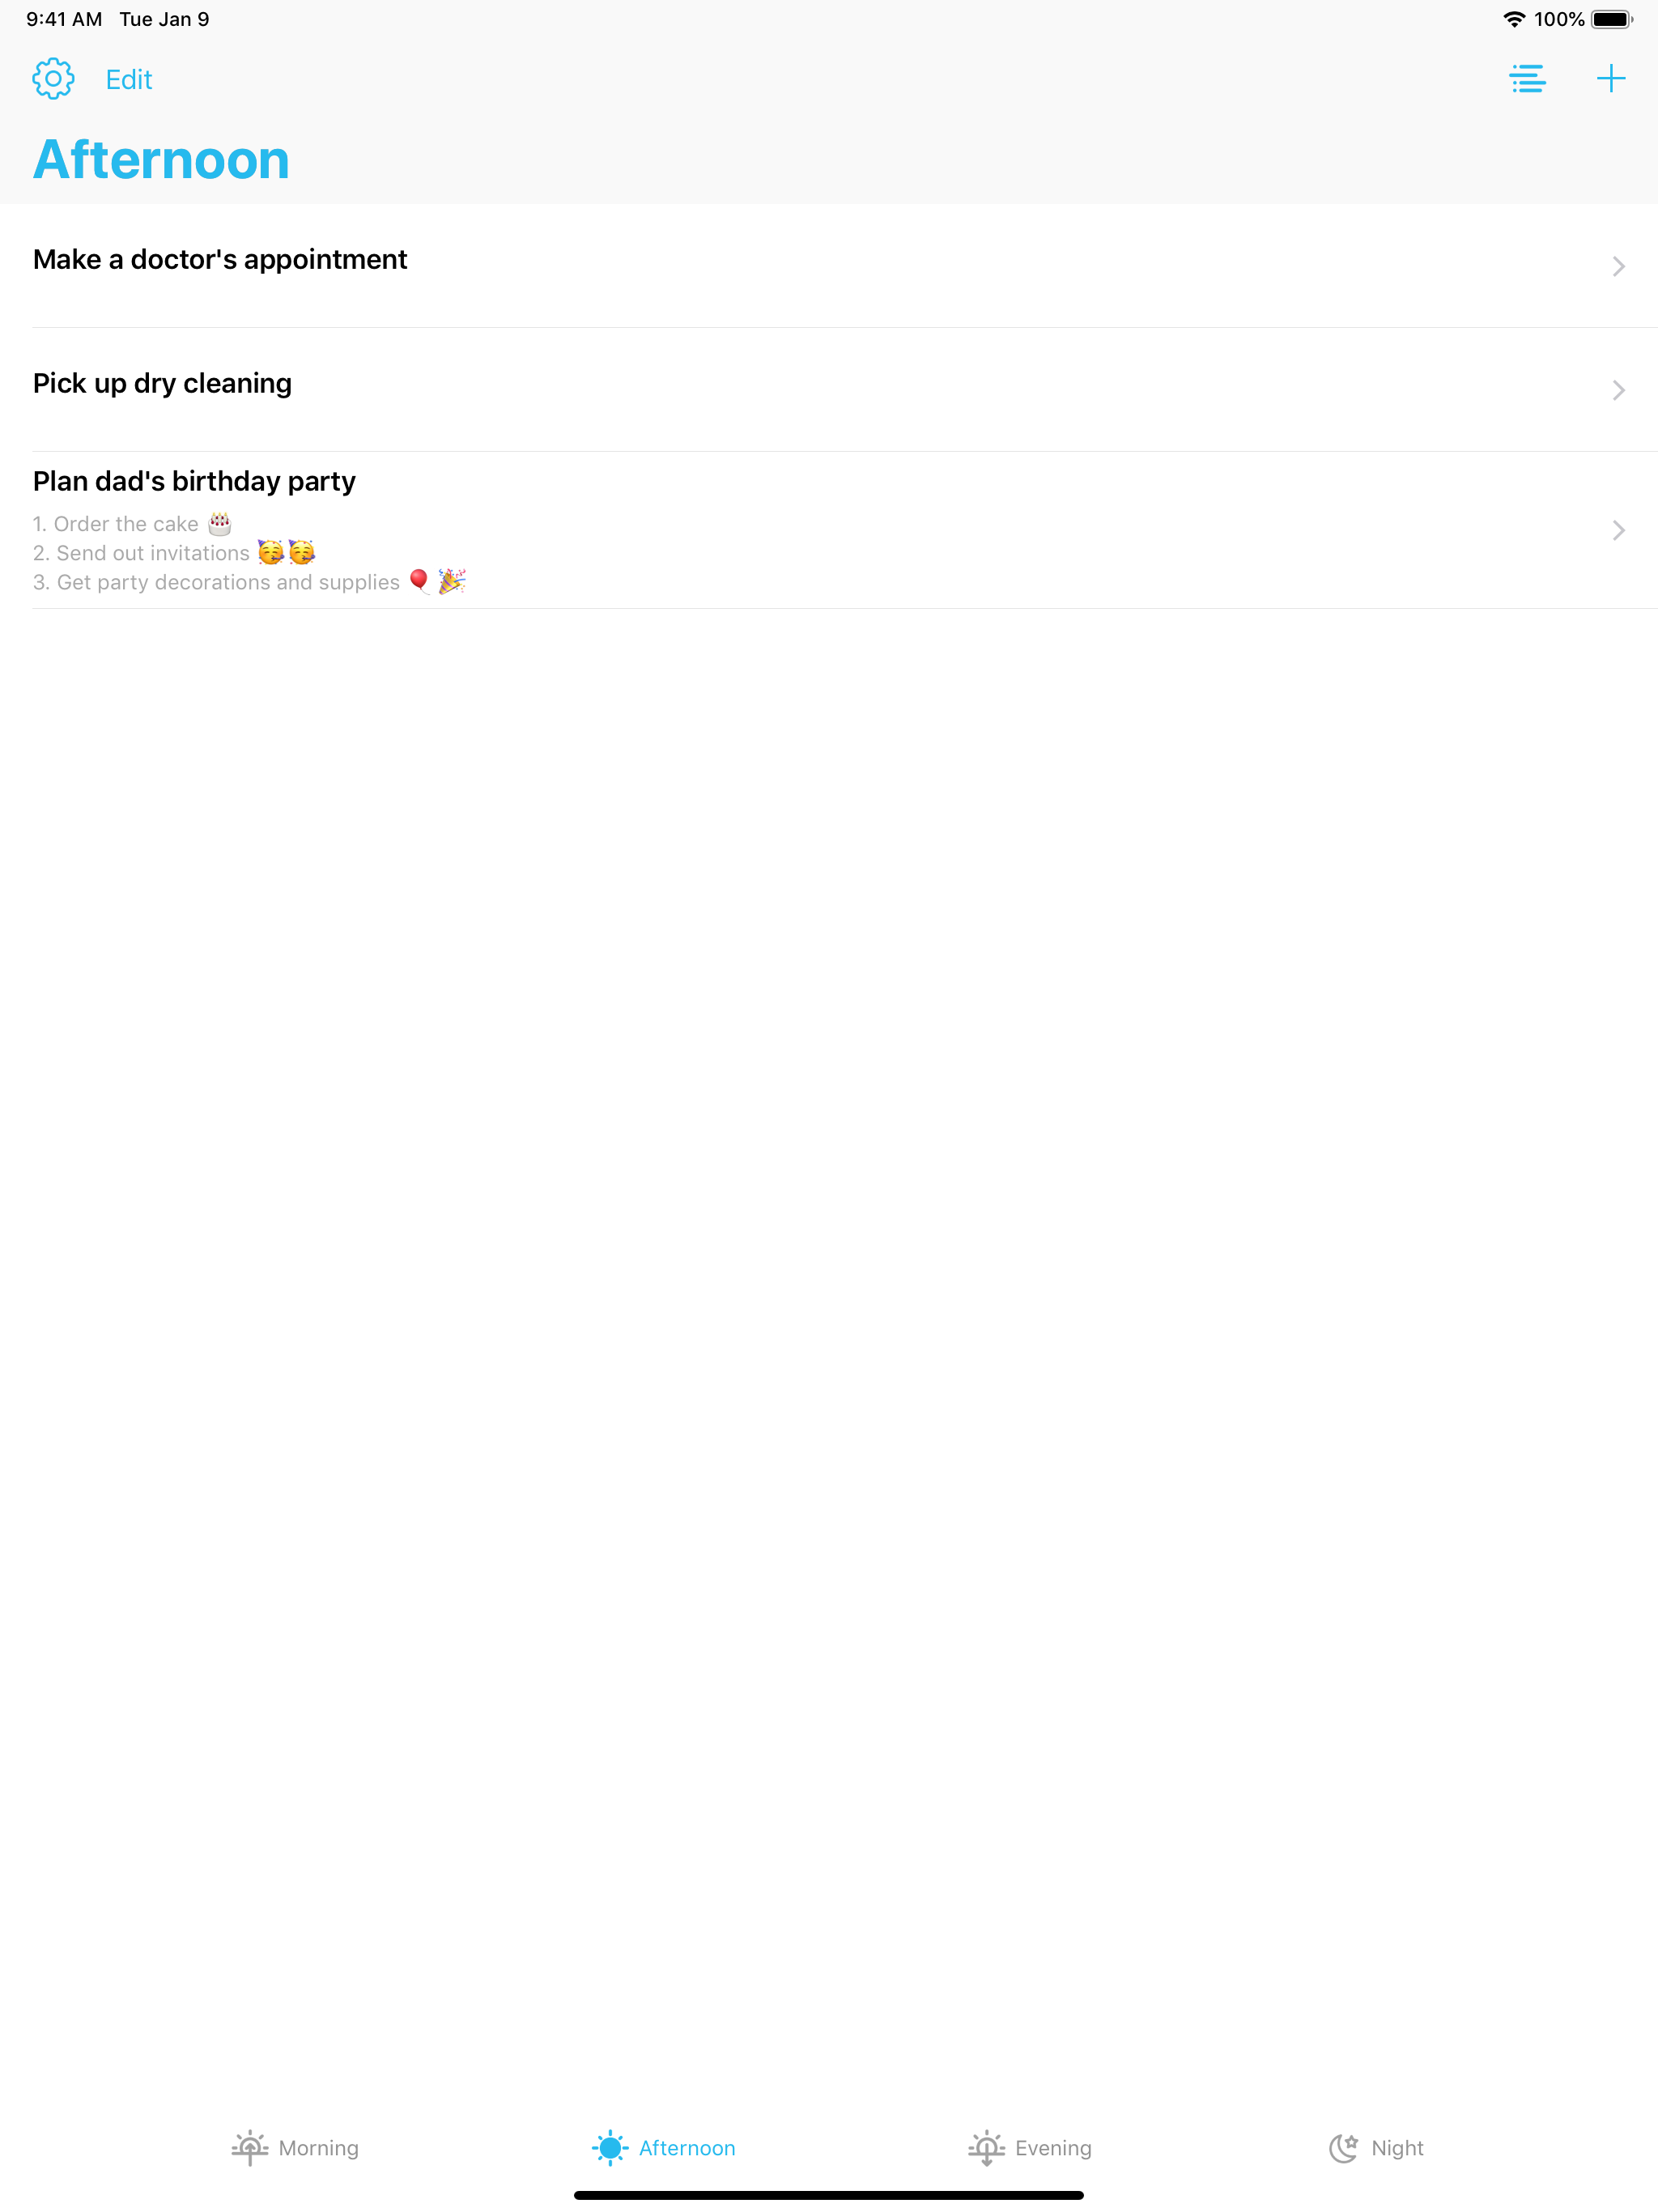 9:41 AM Tue Jan 9 100%
Edit
Afternoon
Make a doctor's appointment
Pick up dry cleaning
Plan dad's birthday party
1. Order the cake 🎂
2. Send out invitations 🥳🥳
3. Get party decorations and supplies 🎈🎉
Morning Afternoon Evening Night